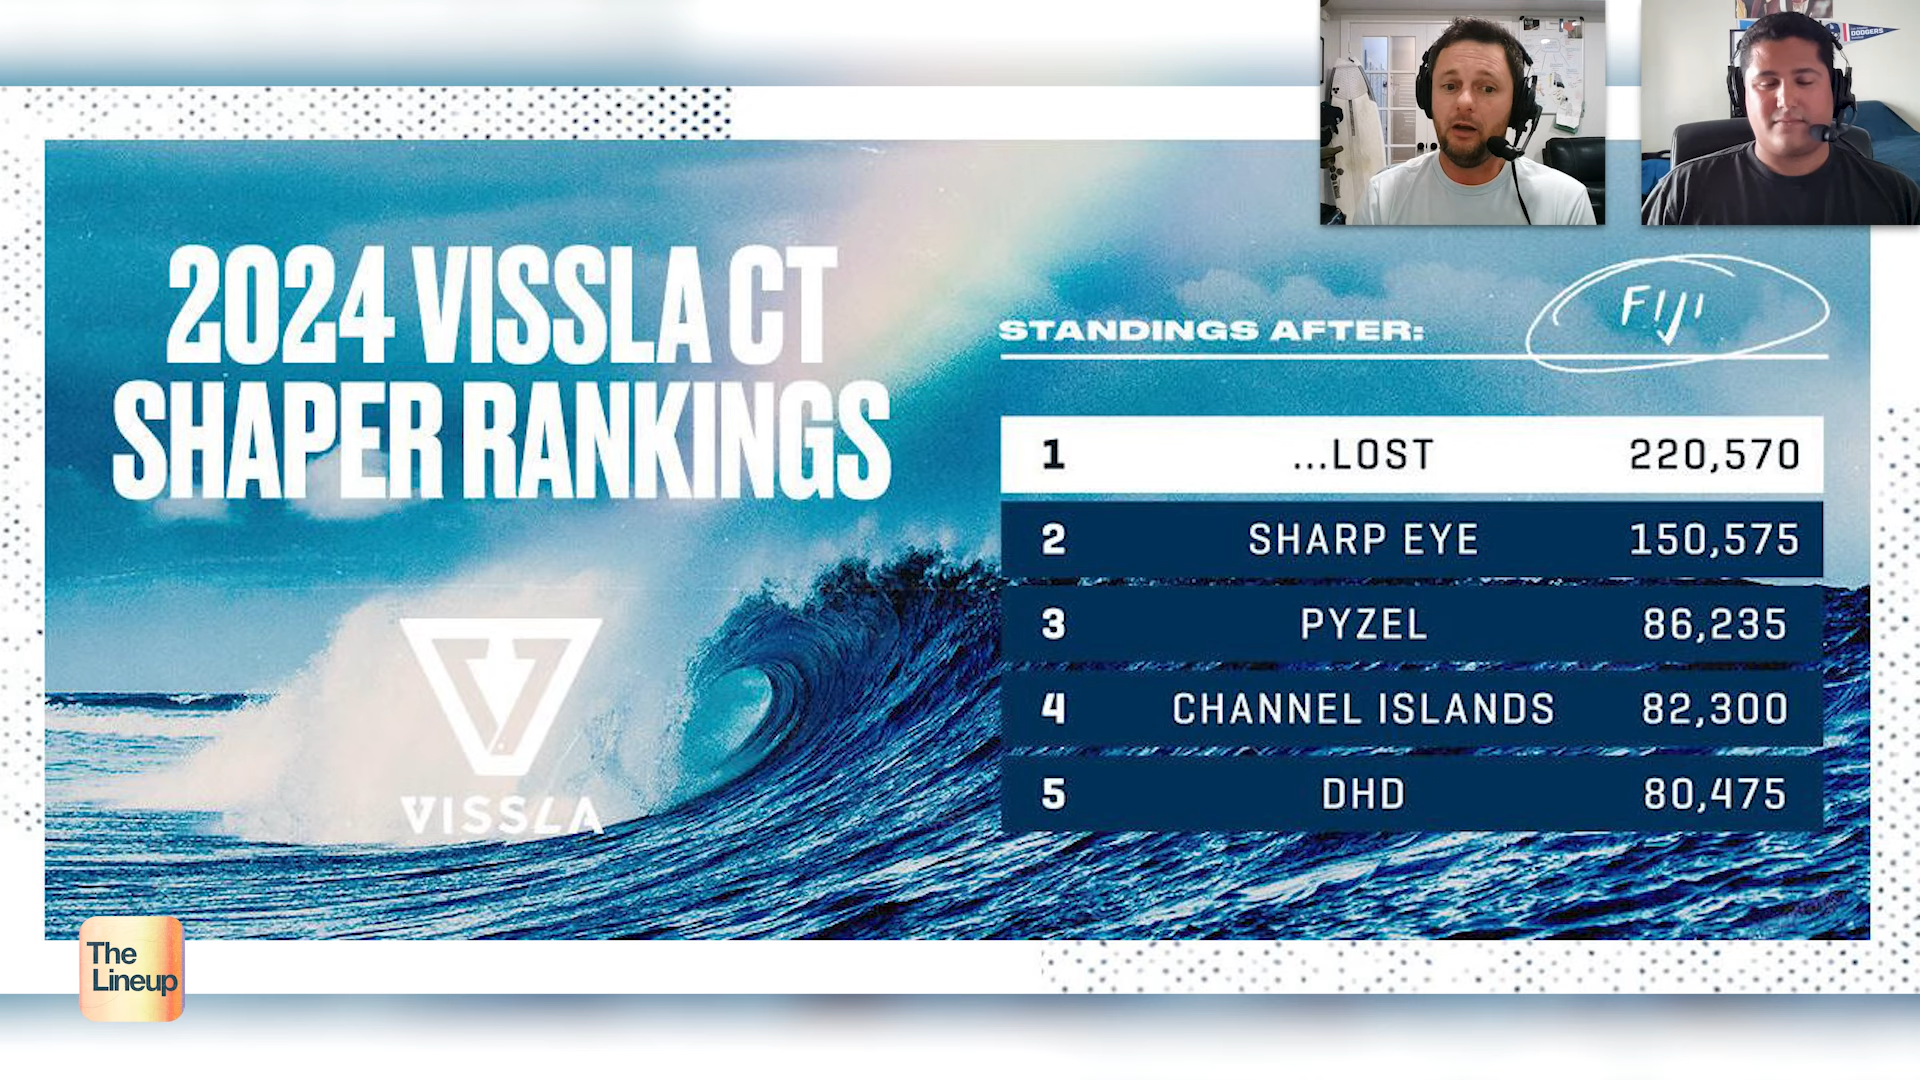 DODGERS
2024 VISSLA CT
SHAPER RANKINGS
VISSLA
STANDINGS AFTER:
FIJI
1 ...LOST 220,570
2 SHARP EYE 150,575
3 PYZEL 86,235
4 CHANNEL ISLANDS 82,300
5 DHD 80,475
The
Lineup